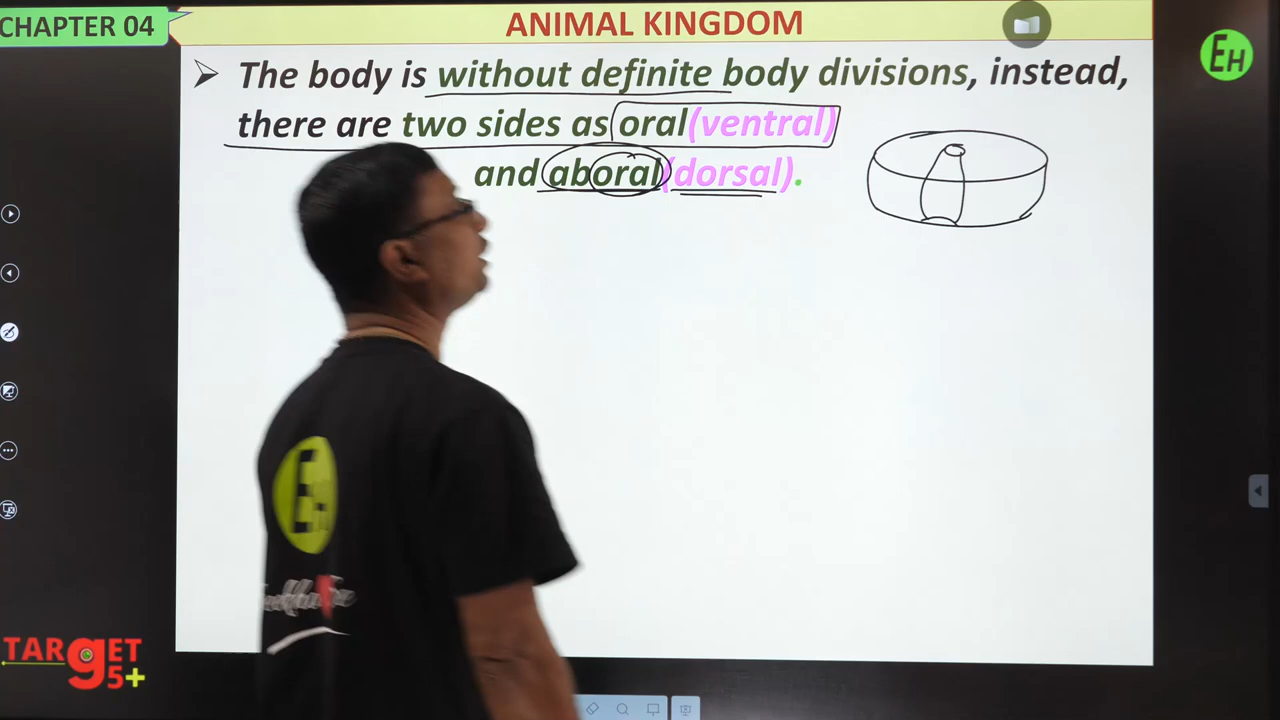 CHAPTER 04
ANIMAL KINGDOM
EH
➢ The body is without definite body divisions, instead,
there are two sides as oral(ventral)
and aboral(dorsal).
E
TARGET
5+